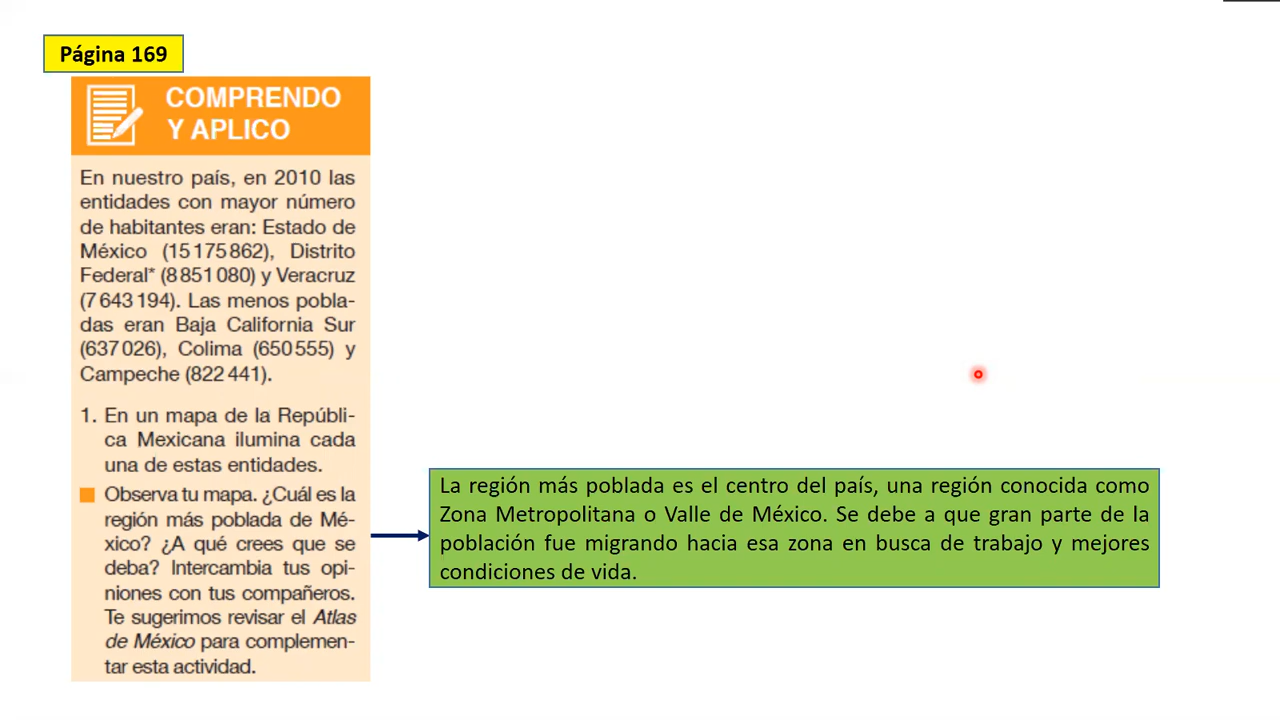 Página 169
COMPRENDO
Y APLICO
En nuestro país, en 2010 las
entidades con mayor número
de habitantes eran: Estado de
México (15 175 862), Distrito
Federal* (8 851 080) y Veracruz
(7 643 194). Las menos pobla-
das eran Baja California Sur
(637 026), Colima (650 555) y
Campeche (822 441).
1. En un mapa de la Repúbli-
ca Mexicana ilumina cada
una de estas entidades.
Observa tu mapa. ¿Cuál es la
región más poblada de Mé-
xico? ¿A qué crees que se
deba? Intercambia tus opi-
niones con tus compañeros.
Te sugerimos revisar el Atlas
de México para complemen-
tar esta actividad.
La región más poblada es el centro del país, una región conocida como
Zona Metropolitana o Valle de México. Se debe a que gran parte de la
población fue migrando hacia esa zona en busca de trabajo y mejores
condiciones de vida.